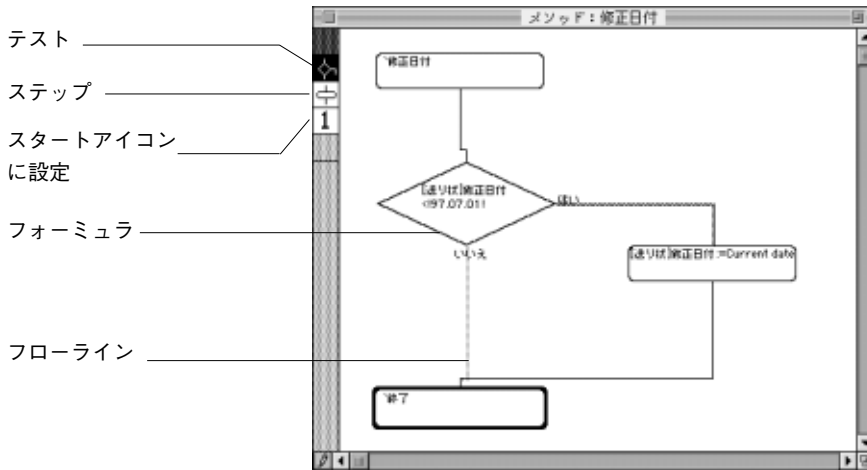 メソッド：修正日付
テスト
ステップ
1
スタートアイコン
に設定
フォーミュラ
フローライン
`修正日付
[送り状]修正日付
<!97.07.01!
はい
いいえ
[送り状]修正日付:=Current date
`終了